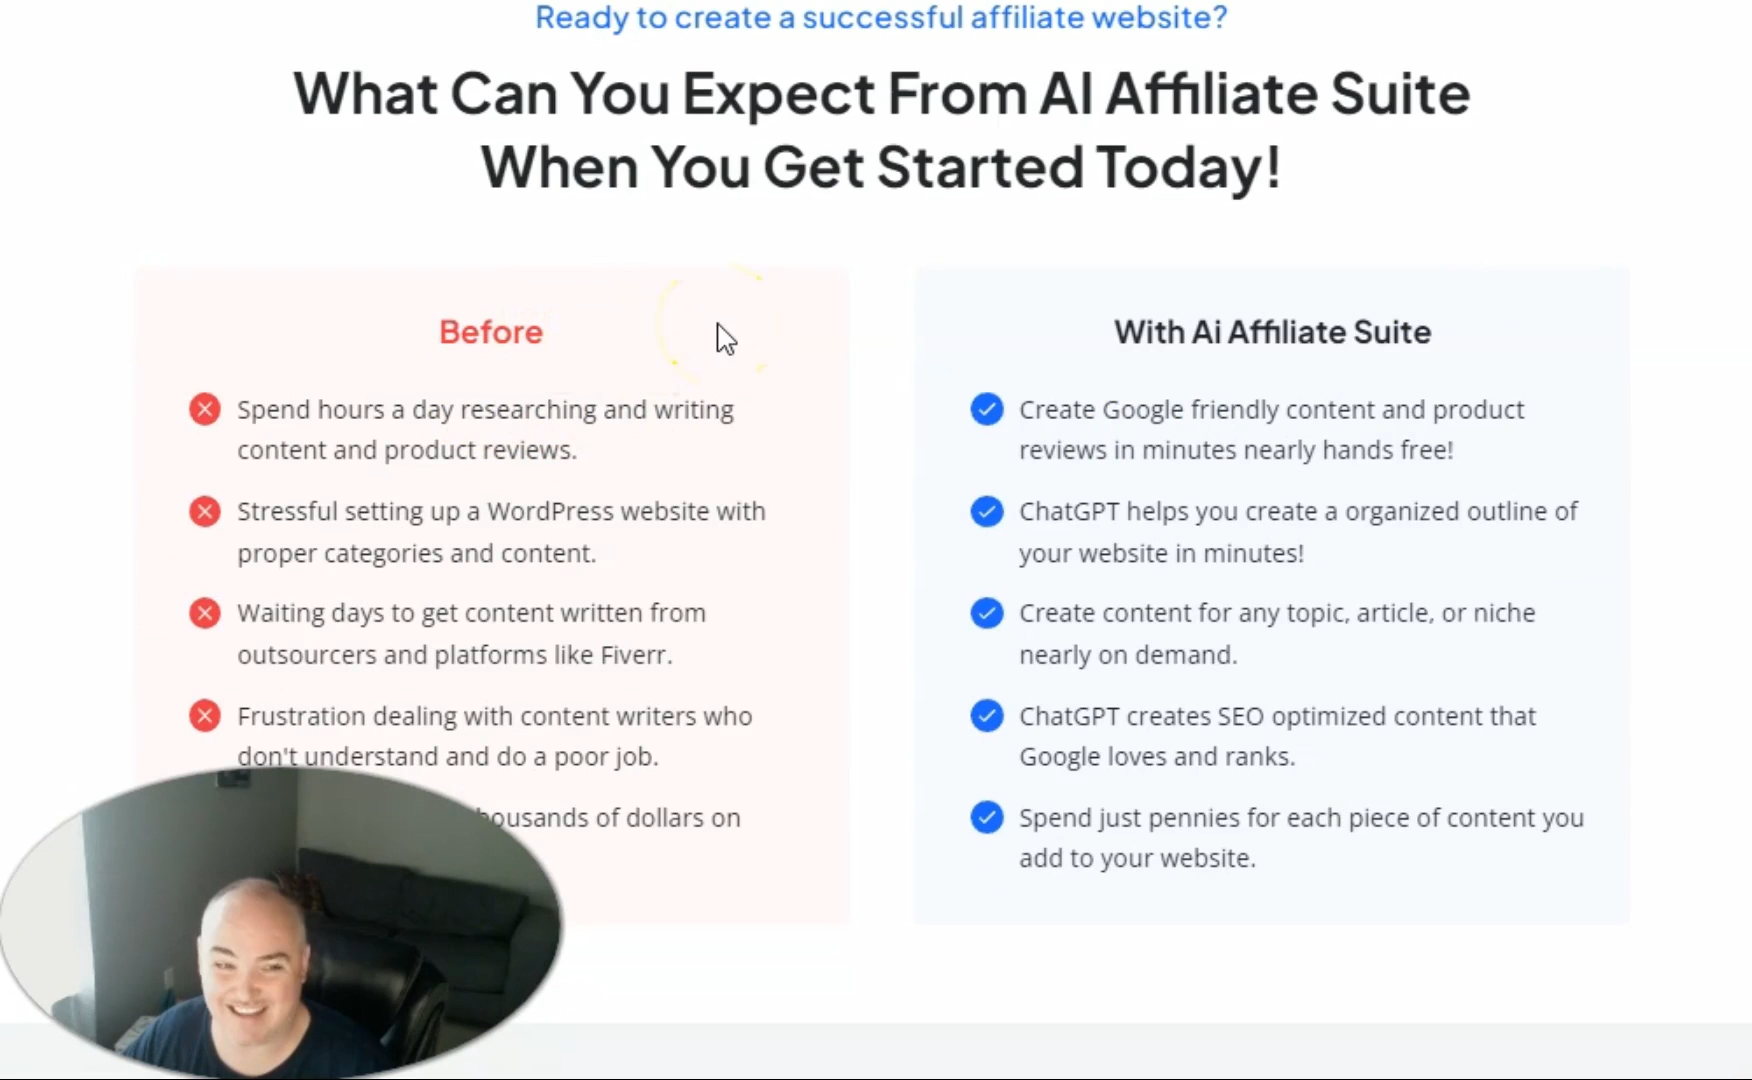 Ready to create a successful affiliate website?
What Can You Expect From AI Affiliate Suite
When You Get Started Today!
Before
Spend hours a day researching and writing
content and product reviews.
Stressful setting up a WordPress website with
proper categories and content.
Waiting days to get content written from
outsourcers and platforms like Fiverr.
Frustration dealing with content writers who
don't understand and do a poor job.
of dollars on
With Ai Affiliate Suite
Create Google friendly content and product
reviews in minutes nearly hands free!
ChatGPT helps you create a organized outline of
your website in minutes!
Create content for any topic, article, or niche
nearly on demand.
ChatGPT creates SEO optimized content that
Google loves and ranks.
Spend just pennies for each piece of content you
add to your website.